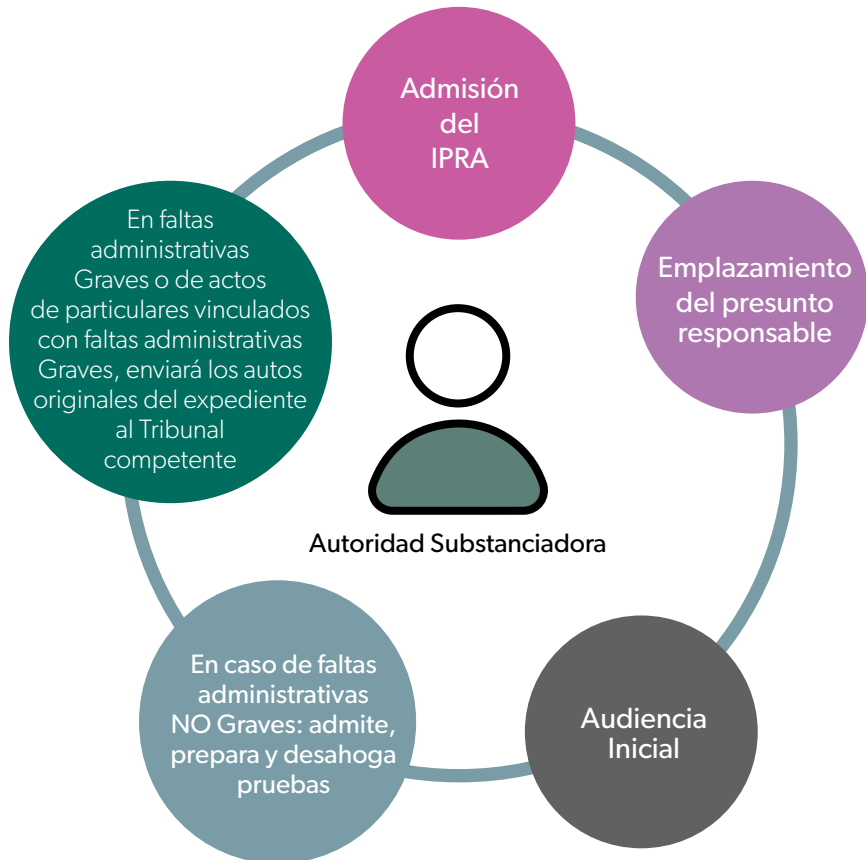 Admisión
del
IPRA
Emplazamiento
del presunto
responsable
Audiencia
Inicial
En caso de faltas
administrativas
NO Graves: admite,
prepara y desahoga
pruebas
En faltas
administrativas
Graves o de actos
de particulares vinculados
con faltas administrativas
Graves, enviará los autos
originales del expediente
al Tribunal
competente
Autoridad Substanciadora